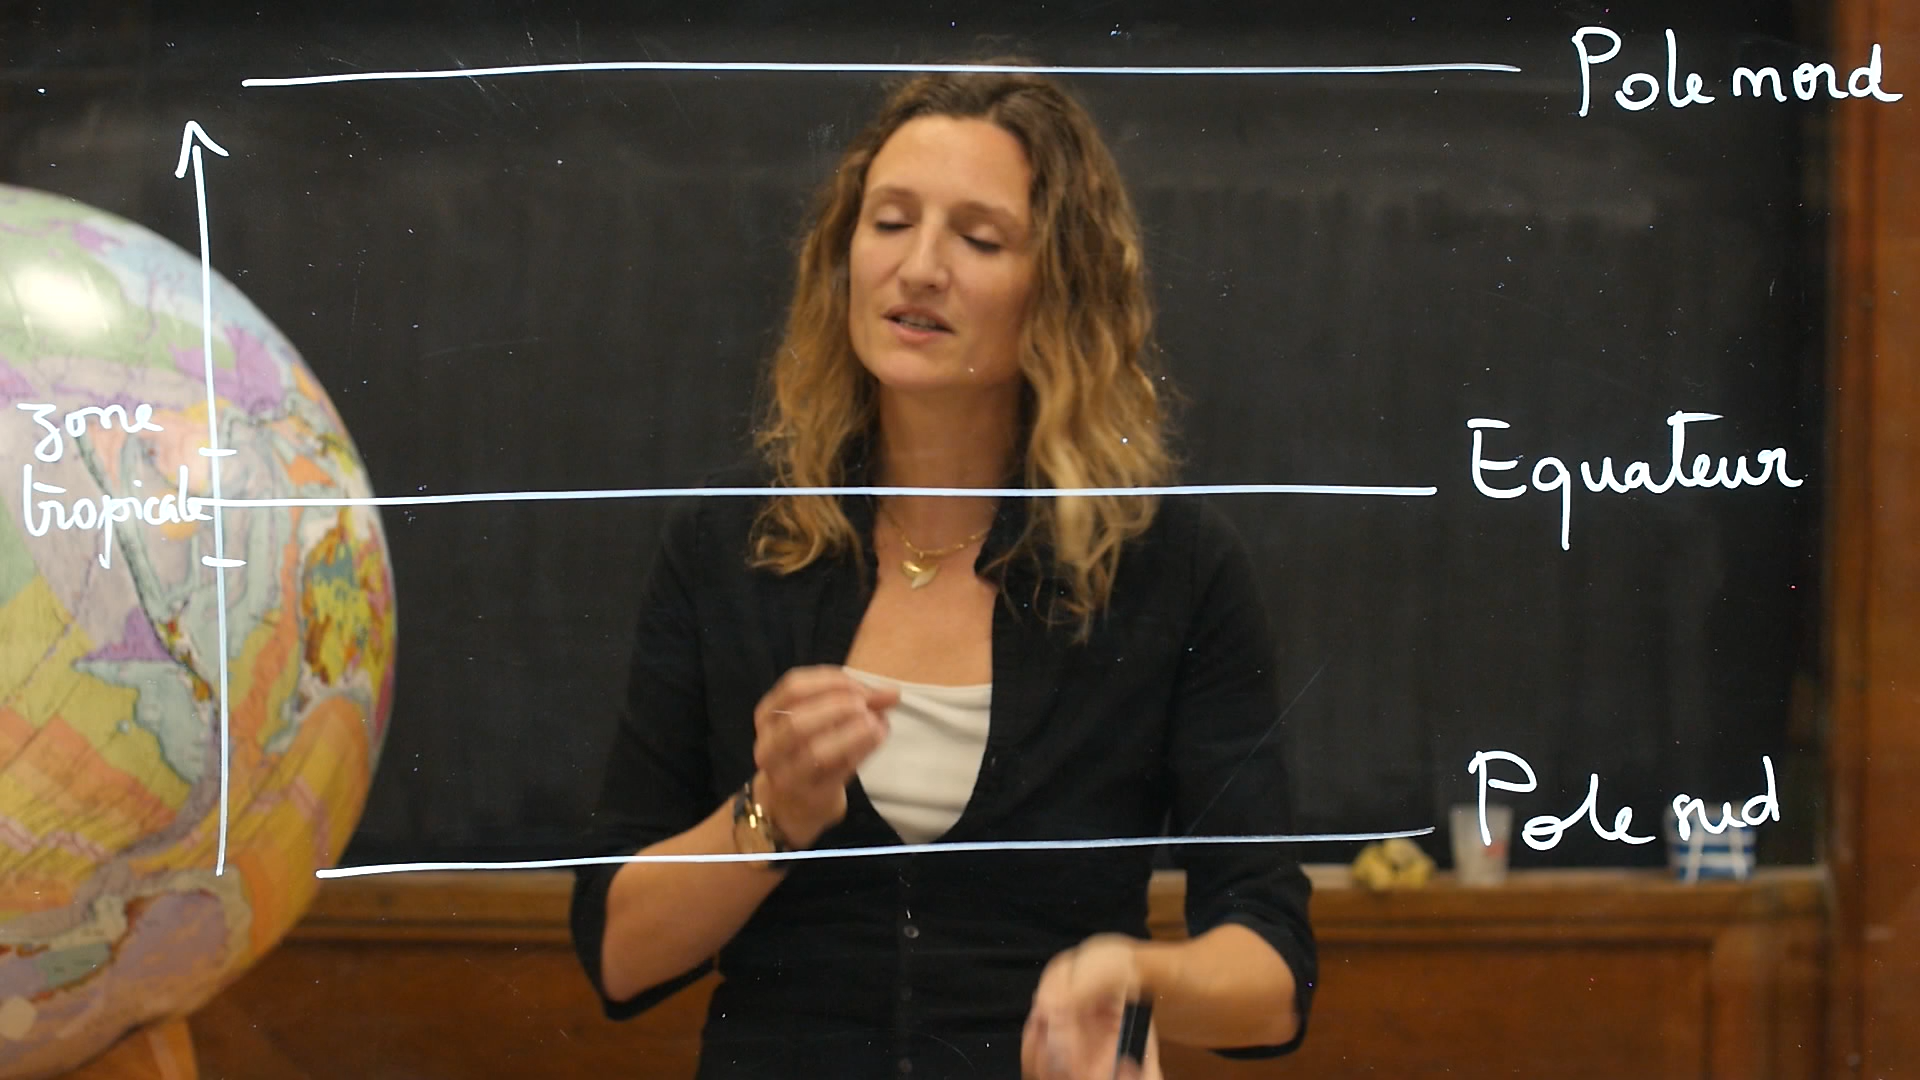 Pole nord
zone
tropicale
Equateur
Pole sud